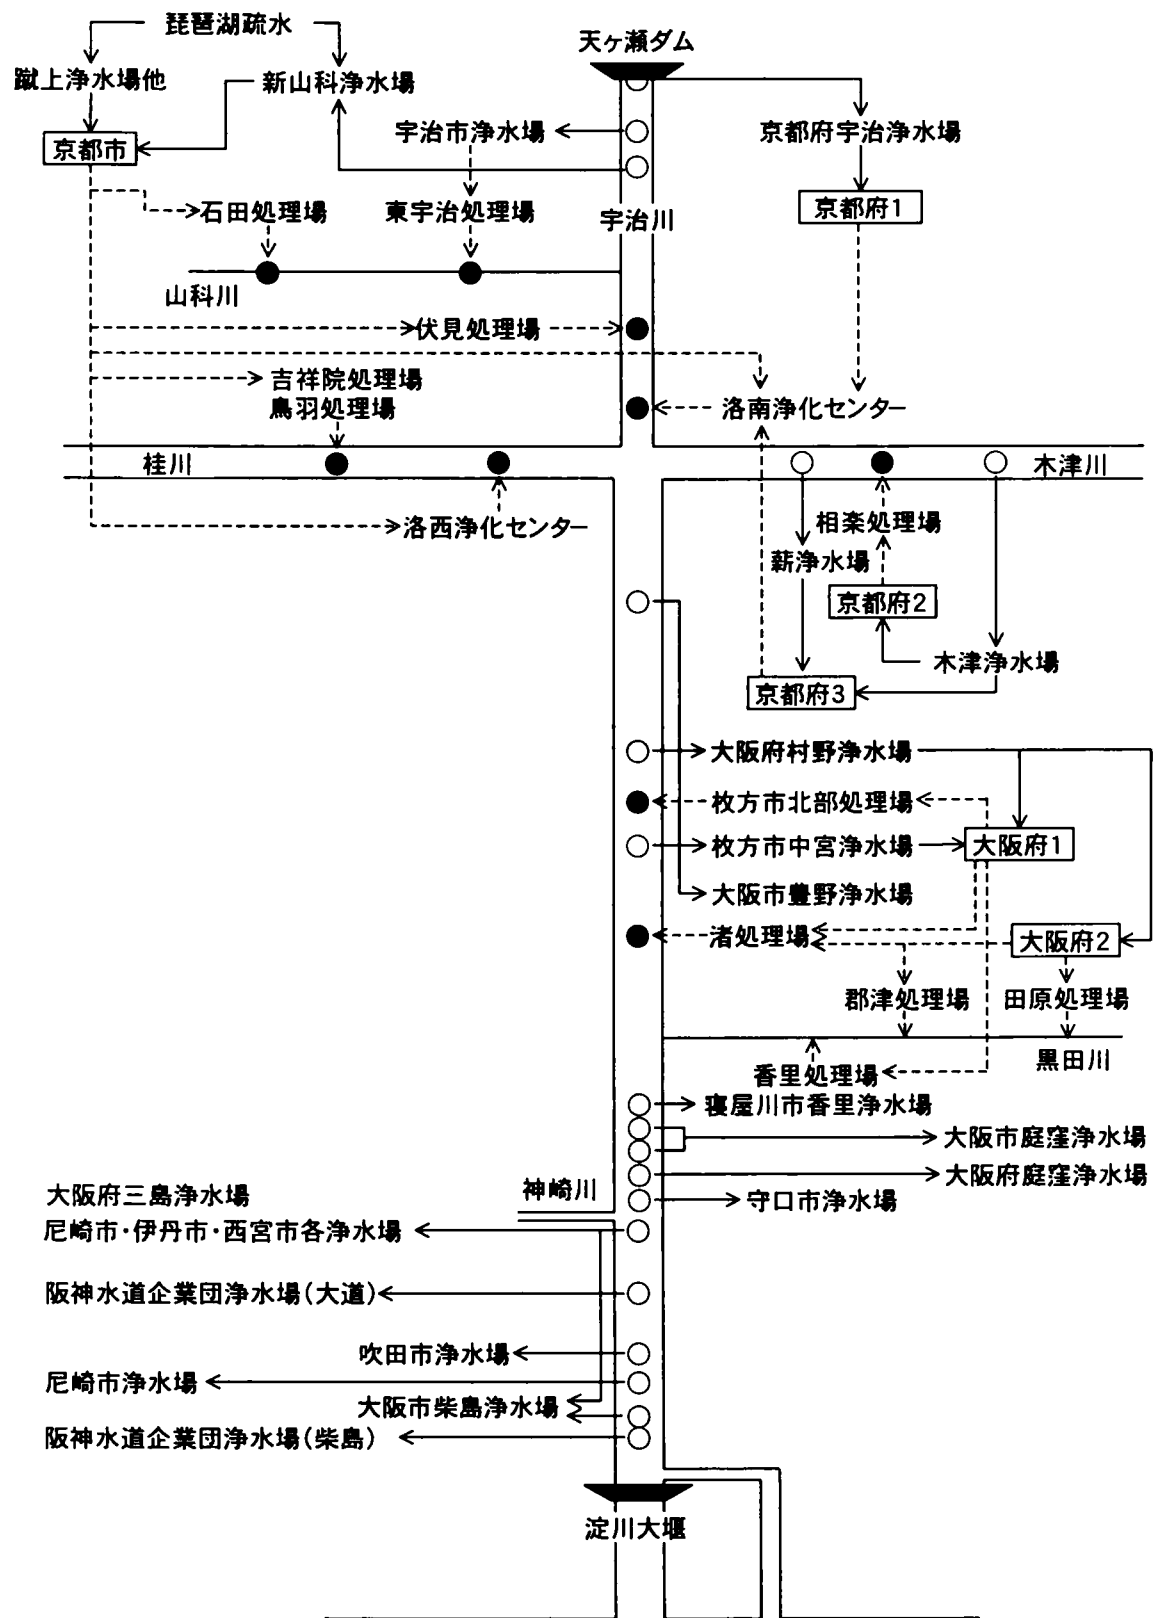 琵琶湖疏水
天ヶ瀬ダム
蹴上浄水場他
新山科浄水場
宇治市浄水場
京都府宇治浄水場
京都市
石田処理場
東宇治処理場
宇治川
京都府1
山科川
伏見処理場
吉祥院処理場
鳥羽処理場
洛南浄化センター
桂川
木津川
洛西浄化センター
相楽処理場
薪浄水場
京都府2
木津浄水場
京都府3
大阪府村野浄水場
枚方市北部処理場
枚方市中宮浄水場
大阪府1
大阪市豊野浄水場
渚処理場
大阪府2
郡津処理場
田原処理場
黒田川
香里処理場
寝屋川市香里浄水場
大阪市庭窪浄水場
大阪府庭窪浄水場
神崎川
守口市浄水場
大阪府三島浄水場
尼崎市・伊丹市・西宮市各浄水場
阪神水道企業団浄水場(大道)
吹田市浄水場
尼崎市浄水場
大阪市柴島浄水場
阪神水道企業団浄水場(柴島)
淀川大堰